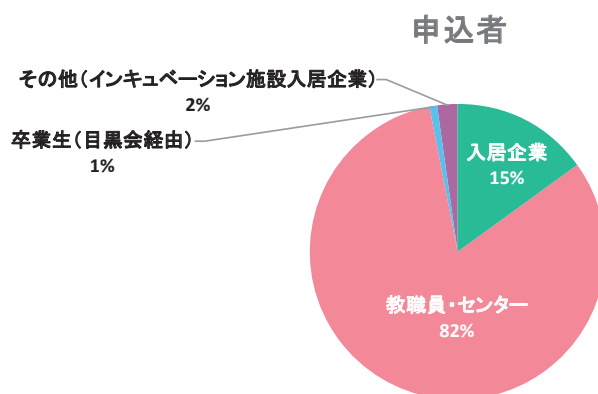 申込者
その他（インキュベーション施設入居企業）
2%
卒業生（目黒会経由）
1%
入居企業
15%
教職員・センター
82%